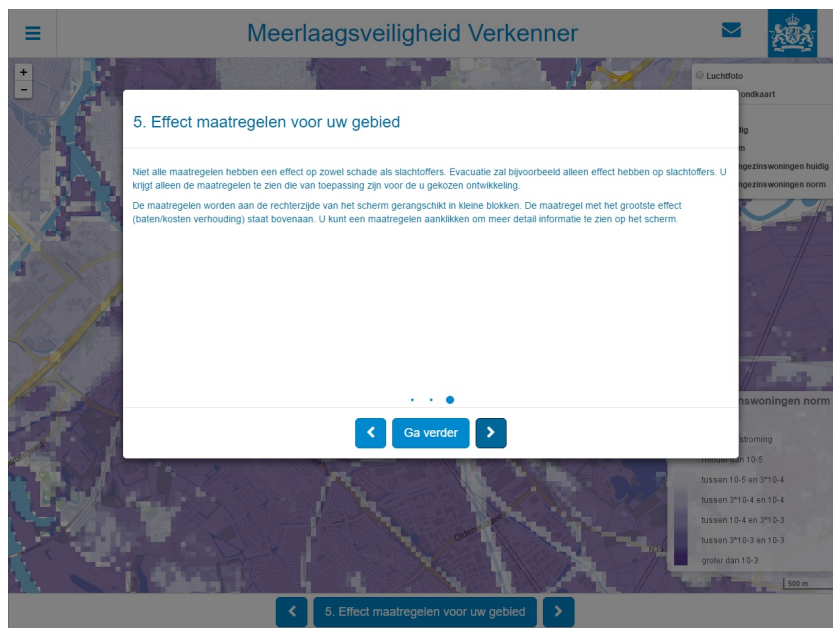 Meerlaagsveiligheid Verkenner
+
−
Luchtfoto
ondkaart
dig
n
ngezinswoningen huidig
ngezinswoningen norm
5. Effect maatregelen voor uw gebied
Niet alle maatregelen hebben een effect op zowel schade als slachtoffers. Evacuatie zal bijvoorbeeld alleen effect hebben op slachtoffers. U
krijgt alleen de maatregelen te zien die van toepassing zijn voor de u gekozen ontwikkeling.
De maatregelen worden aan de rechterzijde van het scherm gerangschikt in kleine blokken. De maatregel met het grootste effect
(baten/kosten verhouding) staat bovenaan. U kunt een maatregelen aanklikken om meer detail informatie te zien op het scherm.
Ga verder
nswoningen norm
stroming
minder dan 10-5
tussen 10-5 en 3*10-4
tussen 3*10-4 en 10-4
tussen 10-4 en 3*10-3
tussen 3*10-3 en 10-3
groter dan 10-3
500 m
5. Effect maatregelen voor uw gebied